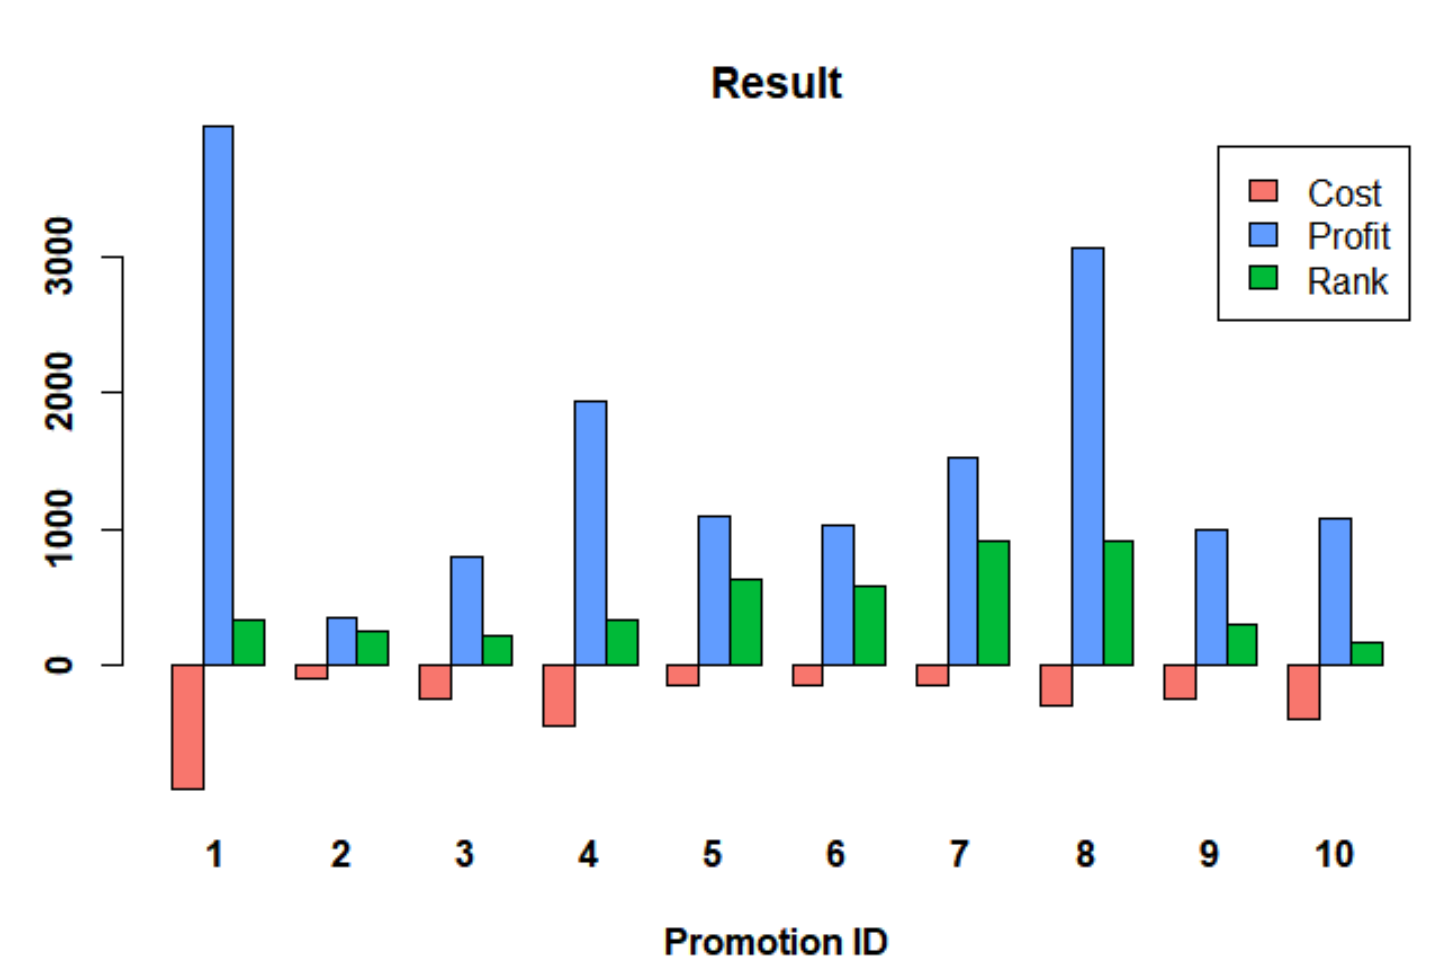 Result
Cost
Profit
Rank
3000
2000
1000
0
1 2 3 4 5 6 7 8 9 10
Promotion ID